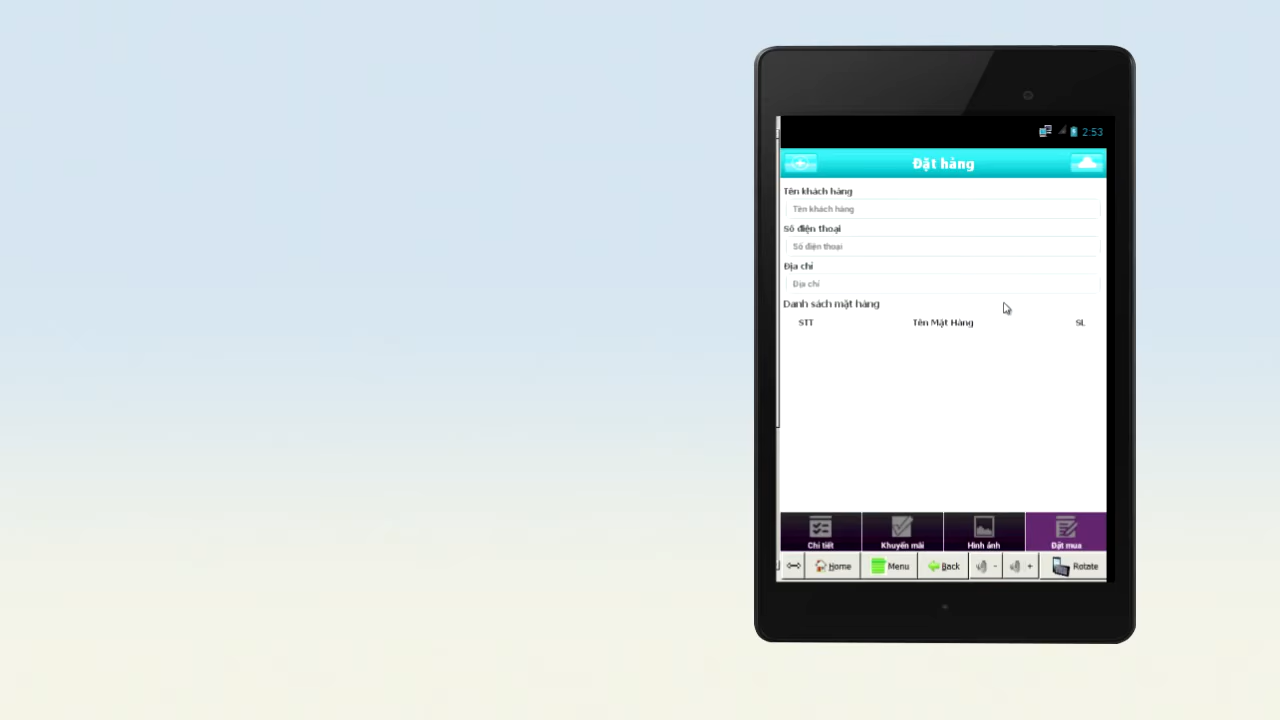 2:53
Đặt hàng
Tên khách hàng
Tên khách hàng
Số điện thoại
Số điện thoại
Địa chỉ
Địa chỉ
Danh sách mặt hàng
STT Tên Mặt Hàng SL
Chi tiết Khuyến mãi Hình ảnh Đặt mua
Home Menu Back - + Rotate